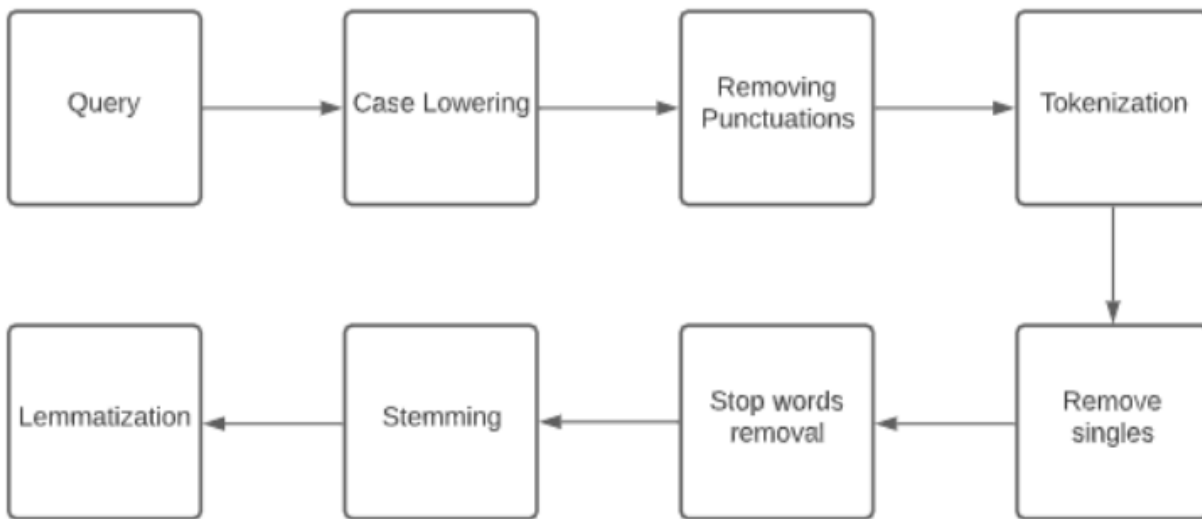 Query
Case Lowering
Removing
Punctuations
Tokenization
Lemmatization
Stemming
Stop words
removal
Remove
singles